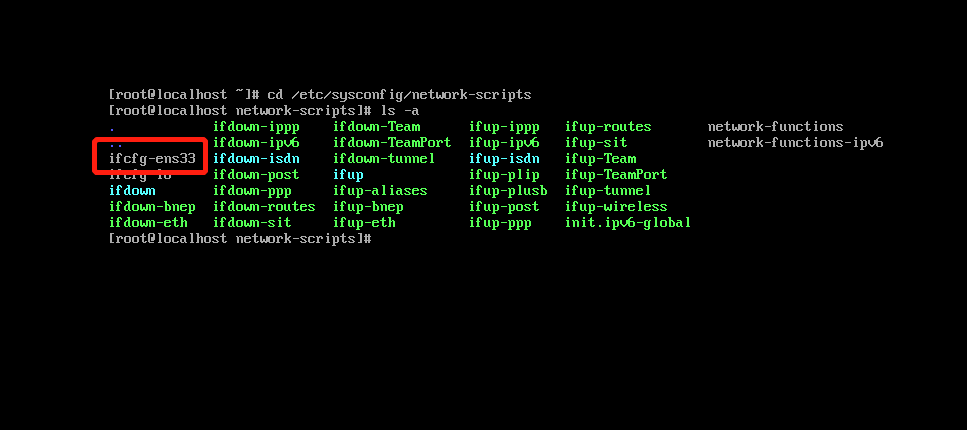 [root@localhost ~]# cd /etc/sysconfig/network-scripts
[root@localhost network-scripts]# ls -a
. ifdown-ippp ifdown-Team ifup-ippp ifup-routes network-functions
.. ifdown-ipv6 ifdown-TeamPort ifup-ipv6 ifup-sit network-functions-ipv6
ifcfg-ens33 ifdown-isdn ifdown-tunnel ifup-isdn ifup-Team
ifcfg-lo ifdown-post ifup ifup-plip ifup-TeamPort
ifdown ifdown-ppp ifup-aliases ifup-plusb ifup-tunnel
ifdown-bnep ifdown-routes ifup-bnep ifup-post ifup-wireless
ifdown-eth ifdown-sit ifup-eth ifup-ppp init.ipv6-global
[root@localhost network-scripts]#